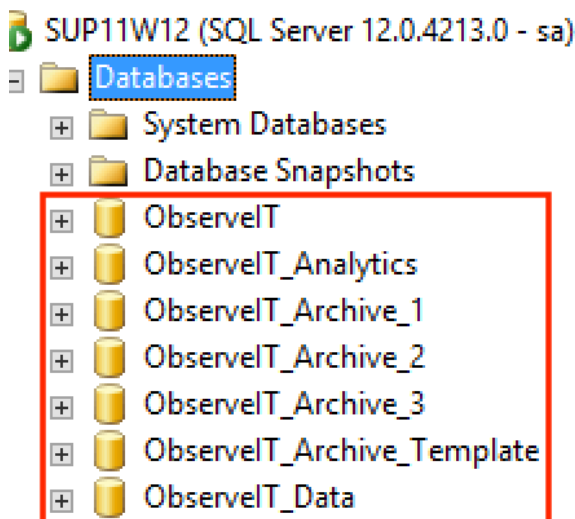 SUP11W12 (SQL Server 12.0.4213.0 - sa)
Databases
System Databases
Database Snapshots
ObserveIT
ObserveIT_Analytics
ObserveIT_Archive_1
ObserveIT_Archive_2
ObserveIT_Archive_3
ObserveIT_Archive_Template
ObserveIT_Data